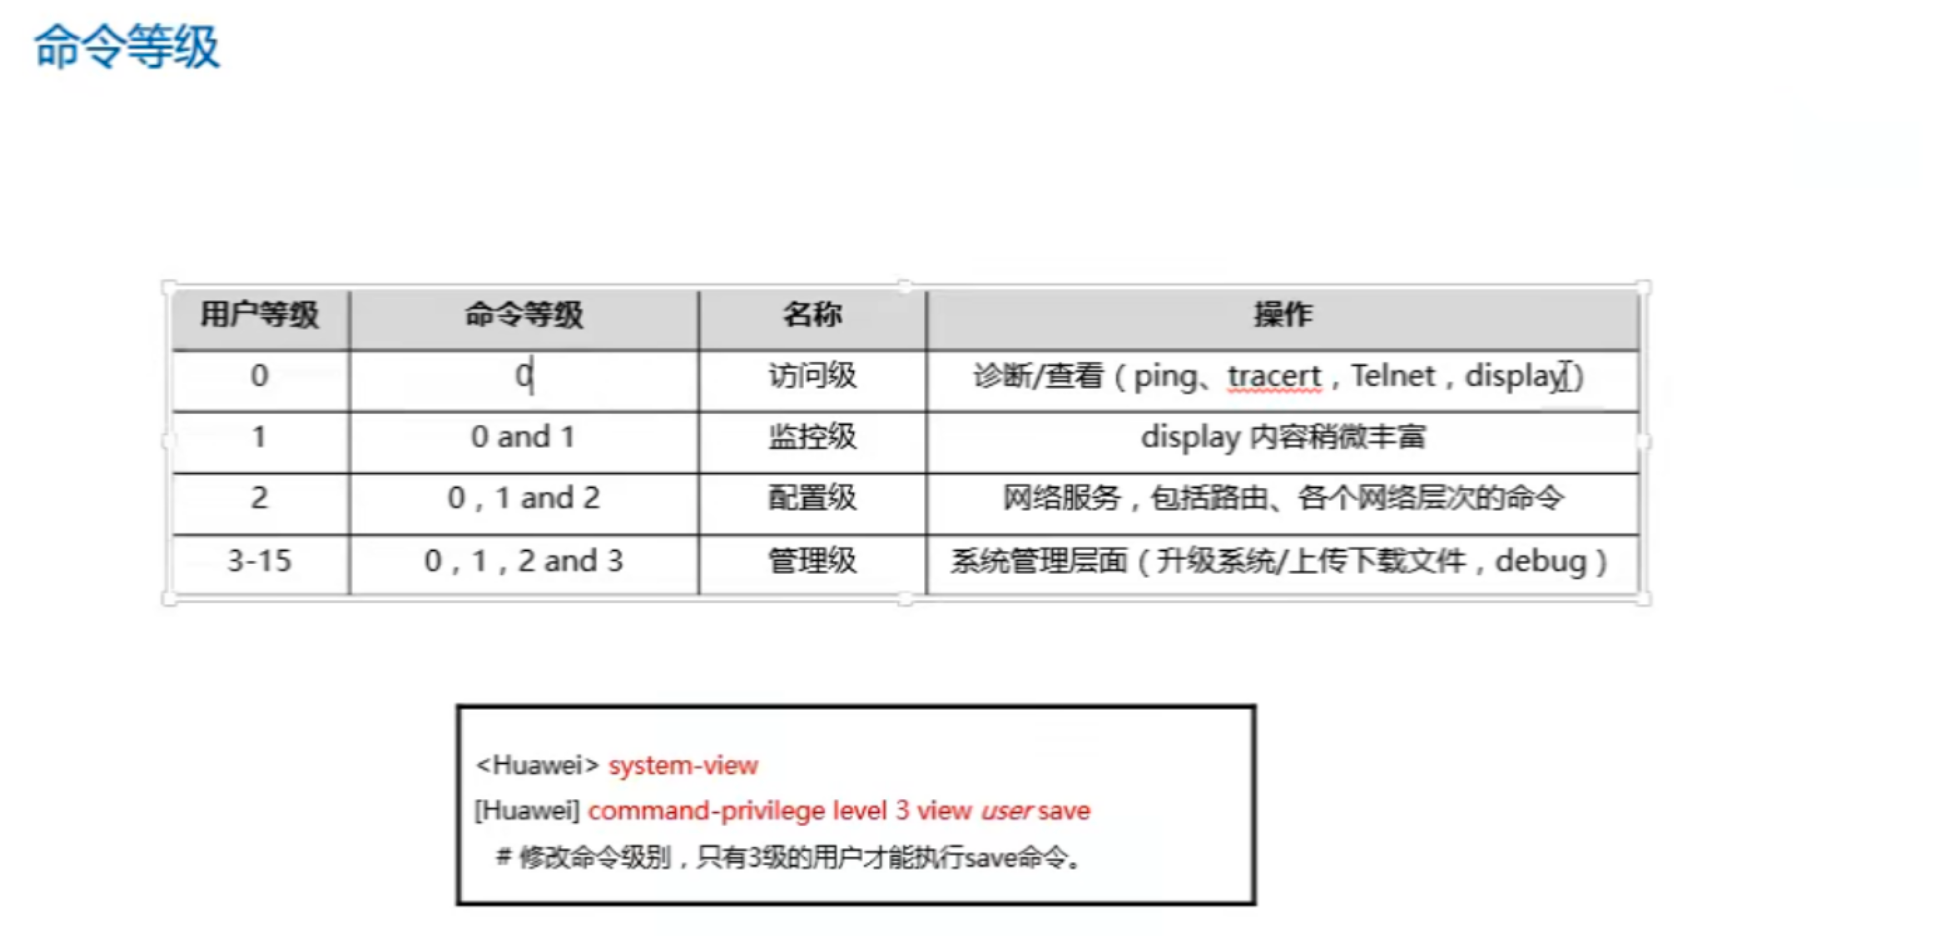 命令等级
用户等级 命令等级 名称 操作
0 0 访问级 诊断/查看（ping、tracert，Telnet，display）
1 0 and 1 监控级 display 内容稍微丰富
2 0，1 and 2 配置级 网络服务，包括路由、各个网络层次的命令
3-15 0，1，2 and 3 管理级 系统管理层面（升级系统/上传下载文件，debug）
<Huawei> system-view
[Huawei] command-privilege level 3 view user save
# 修改命令级别，只有3级的用户才能执行save命令。